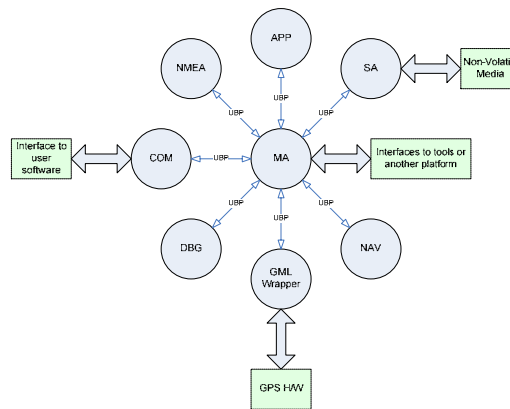 APP
NMEA
SA
Non-Volati
Media
UBP
UBP
UBP
Interface to
user
software
COM
UBP
MA
Interfaces to tools or
another platform
UBP
UBP
UBP
DBG
GML
Wrapper
NAV
GPS H/W